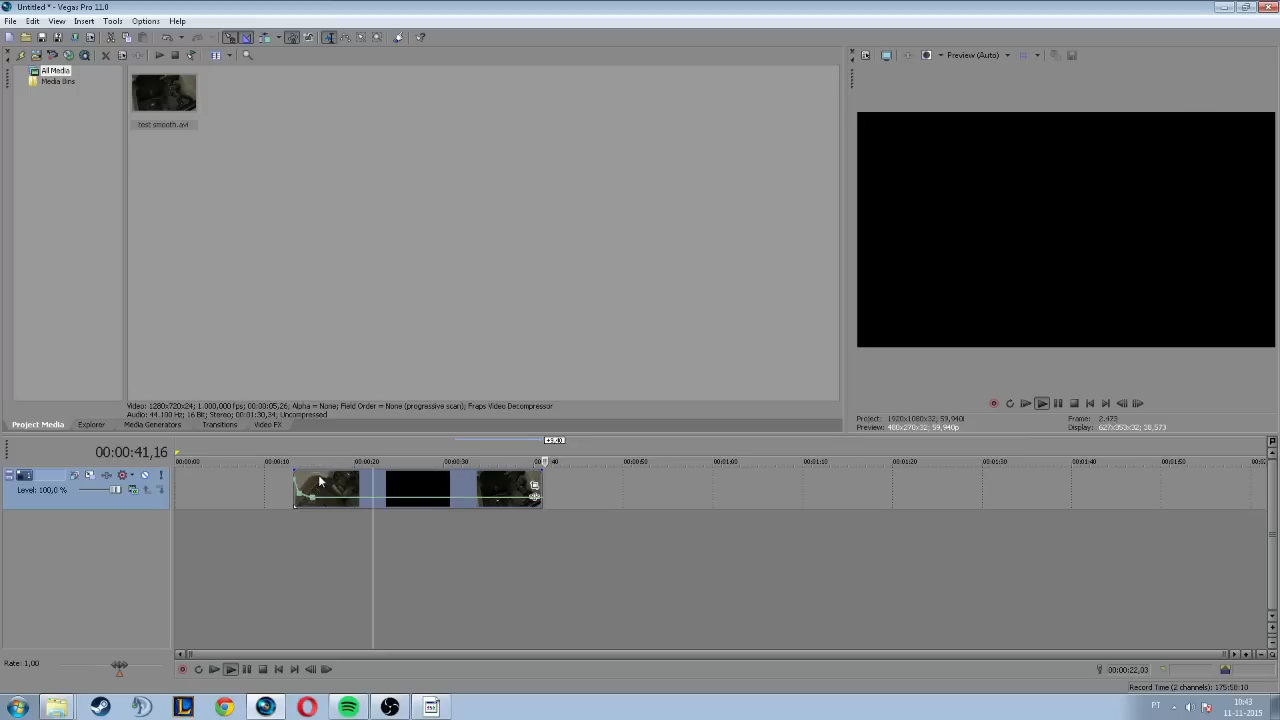 Untitled * - Vegas Pro 11.0
File Edit View Insert Tools Options Help
Preview (Auto)
All Media
Media Bins
test smooth.avi
Video: 1280x720x24; 1.000,000 fps; 00:00:05,26; Alpha = None; Field Order = None (progressive scan); Fraps Video Decompressor
Audio: 44.100 Hz; 16 Bit; Stereo; 00:01:30,34; Uncompressed
Project Media Explorer Media Generators Transitions Video FX
Project: 1920x1080x32; 59,940i Frame: 2.473
Preview: 480x270x32; 59,940p Display: 627x353x32; 38,573
00:00:41,16
00:00:00 00:00:10 00:00:20 00:00:30 00:00:50 00:01:00 00:01:10 00:01:20 00:01:30 00:01:40 00:01:50
Level: 100,0 %
Rate: 1,00
00:00:22,03
Record Time (2 channels): 175:58:10
PT 10:43
11-11-2015